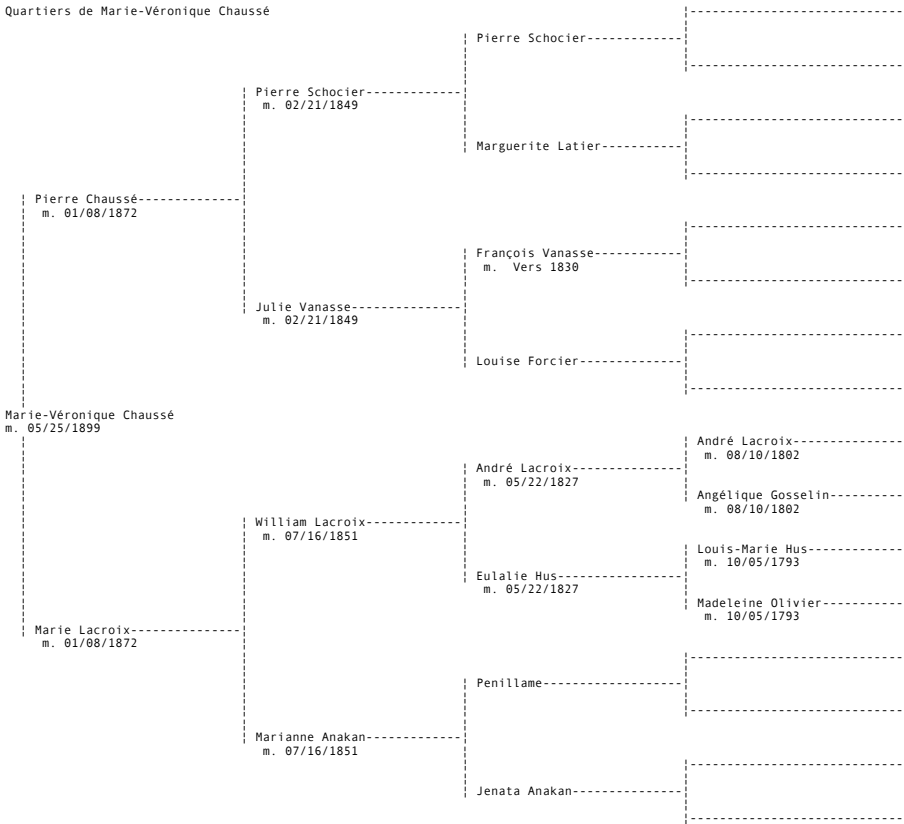 Quartiers de Marie-Véronique Chaussé
Pierre Schocier
Pierre Schocier
m. 02/21/1849
Marguerite Latier
Pierre Chaussé
m. 01/08/1872
François Vanasse
m. Vers 1830
Julie Vanasse
m. 02/21/1849
Louise Forcier
Marie-Véronique Chaussé
m. 05/25/1899
André Lacroix
m. 08/10/1802
André Lacroix
m. 05/22/1827
Angélique Gosselin
m. 08/10/1802
William Lacroix
m. 07/16/1851
Louis-Marie Hus
m. 10/05/1793
Eulalie Hus
m. 05/22/1827
Madeleine Olivier
m. 10/05/1793
Marie Lacroix
m. 01/08/1872
Penillame
Marianne Anakan
m. 07/16/1851
Jenata Anakan